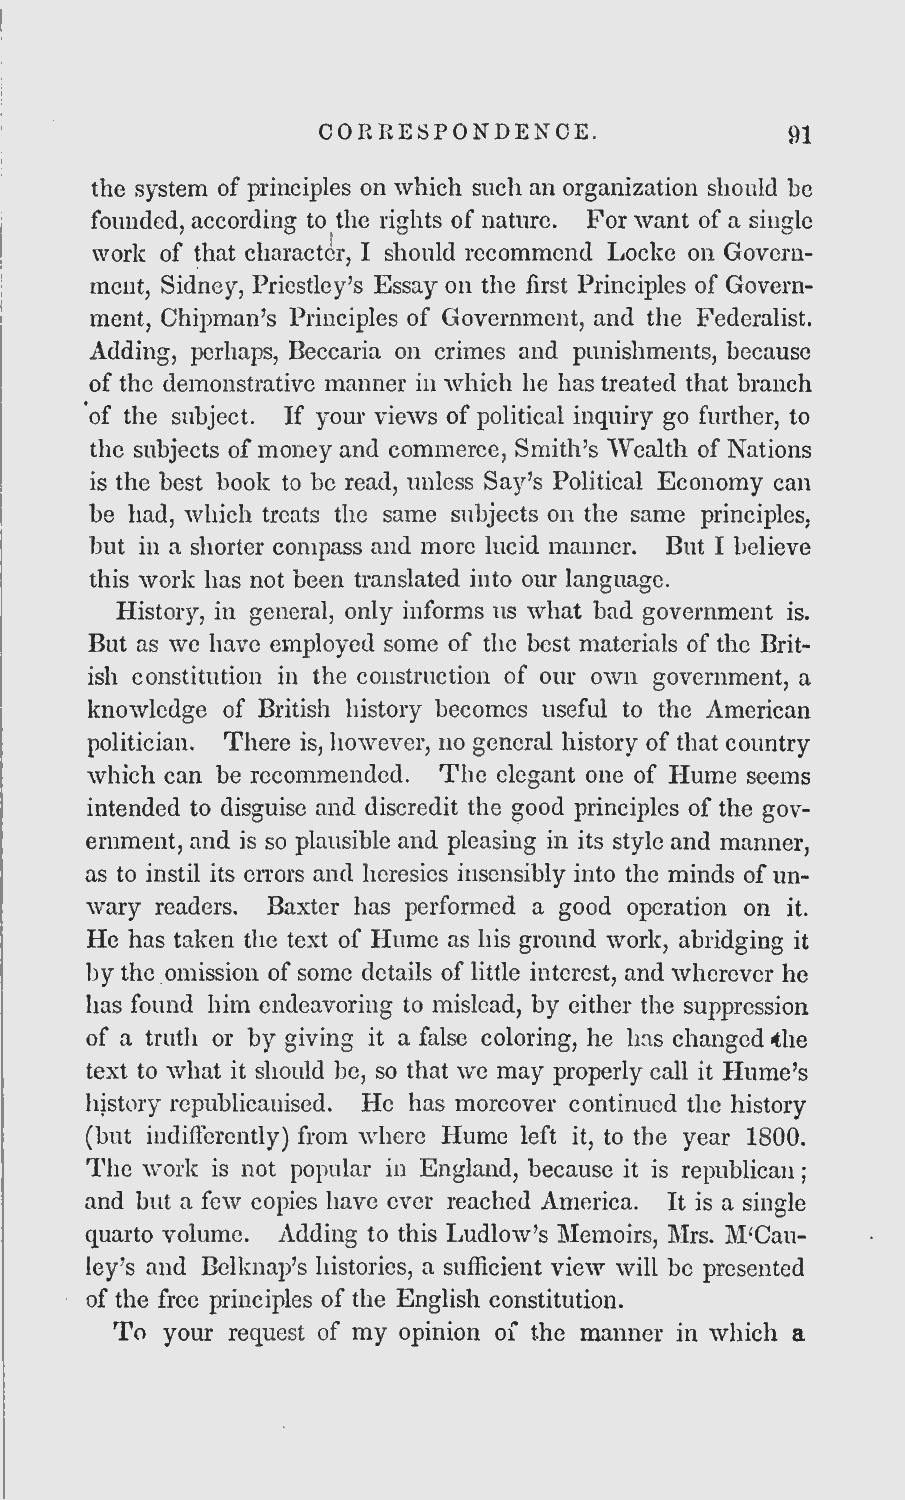 CORRESPONDENCE. 91
the system of principles on which such an organization should be
founded, according to the rights of nature. For want of a single
work of that character, I should recommend Locke on Govern-
ment, Sidney, Priestley's Essay on the first Principles of Govern-
ment, Chipman's Principles of Government, and the Federalist.
Adding, perhaps, Beccaria on crimes and punishments, because
of the demonstrative manner in which he has treated that branch
of the subject. If your views of political inquiry go further, to
the subjects of money and commerce, Smith's Wealth of Nations
is the best book to be read, unless Say's Political Economy can
be had, which treats the same subjects on the same principles,
but in a shorter compass and more lucid manner. But I believe
this work has not been translated into our language.
History, in general, only informs us what bad government is.
But as we have employed some of the best materials of the Brit-
ish constitution in the construction of our own government, a
knowledge of British history becomes useful to the American
politician. There is, however, no general history of that country
which can be recommended. The elegant one of Hume seems
intended to disguise and discredit the good principles of the gov-
ernment, and is so plausible and pleasing in its style and manner,
as to instil its errors and heresies insensibly into the minds of un-
wary readers. Baxter has performed a good operation on it.
He has taken the text of Hume as his ground work, abridging it
by the omission of some details of little interest, and wherever he
has found him endeavoring to mislead, by either the suppression
of a truth or by giving it a false coloring, he has changed the
text to what it should be, so that we may properly call it Hume's
history republicanised. He has moreover continued the history
(but indifferently) from where Hume left it, to the year 1800.
The work is not popular in England, because it is republican;
and but a few copies have ever reached America. It is a single
quarto volume. Adding to this Ludlow's Memoirs, Mrs. M‘Cau-
ley's and Belknap's histories, a sufficient view will be presented
of the free principles of the English constitution.
To your request of my opinion of the manner in which a